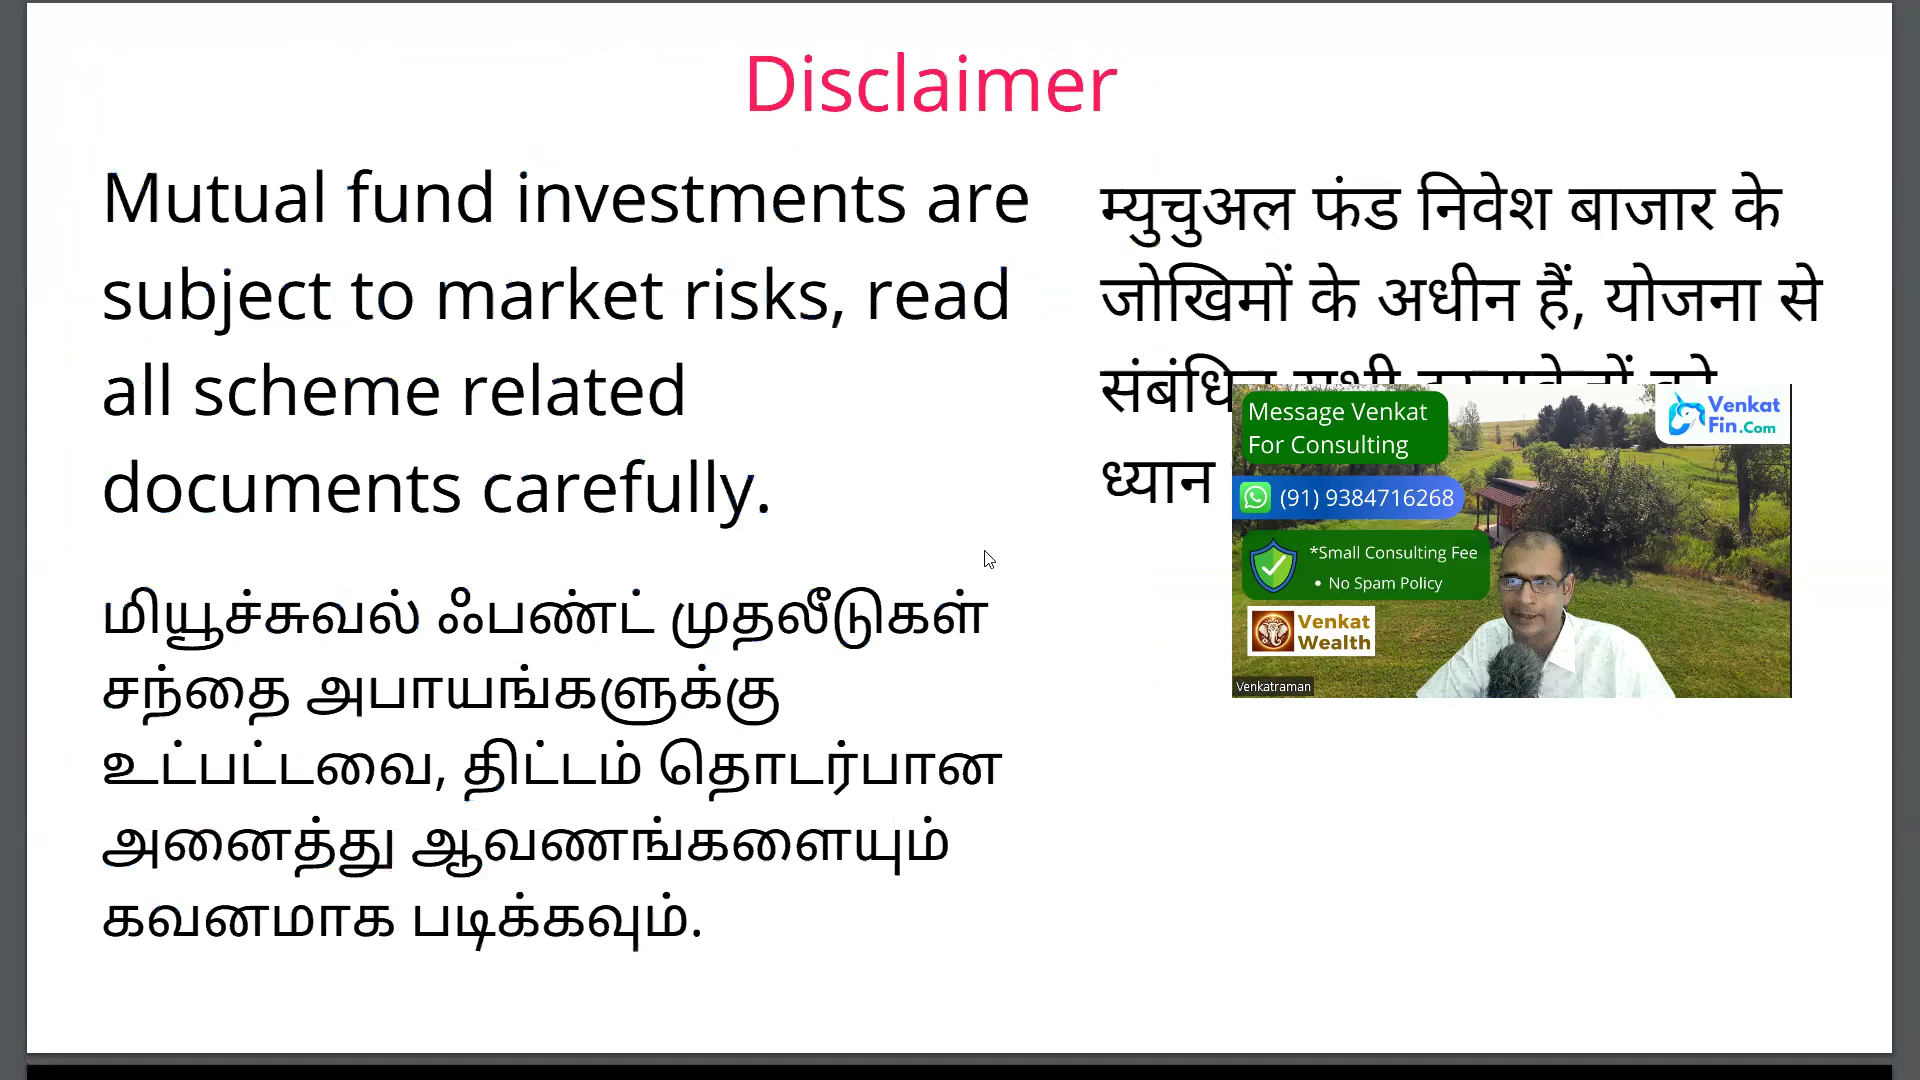 Disclaimer
Mutual fund investments are
subject to market risks, read
all scheme related
documents carefully.
மியூச்சுவல் ஃபண்ட் முதலீடுகள்
சந்தை அபாயங்களுக்கு
உட்பட்டவை, திட்டம் தொடர்பான
அனைத்து ஆவணங்களையும்
கவனமாக படிக்கவும்.
म्युचुअल फंड निवेश बाजार के
जोखिमों के अधीन हैं, योजना से
ध्यान
Message Venkat
For Consulting
(91) 9384716268
*Small Consulting Fee
• No Spam Policy
Venkat
Wealth
Venkatraman
Venkat
Fin.Com